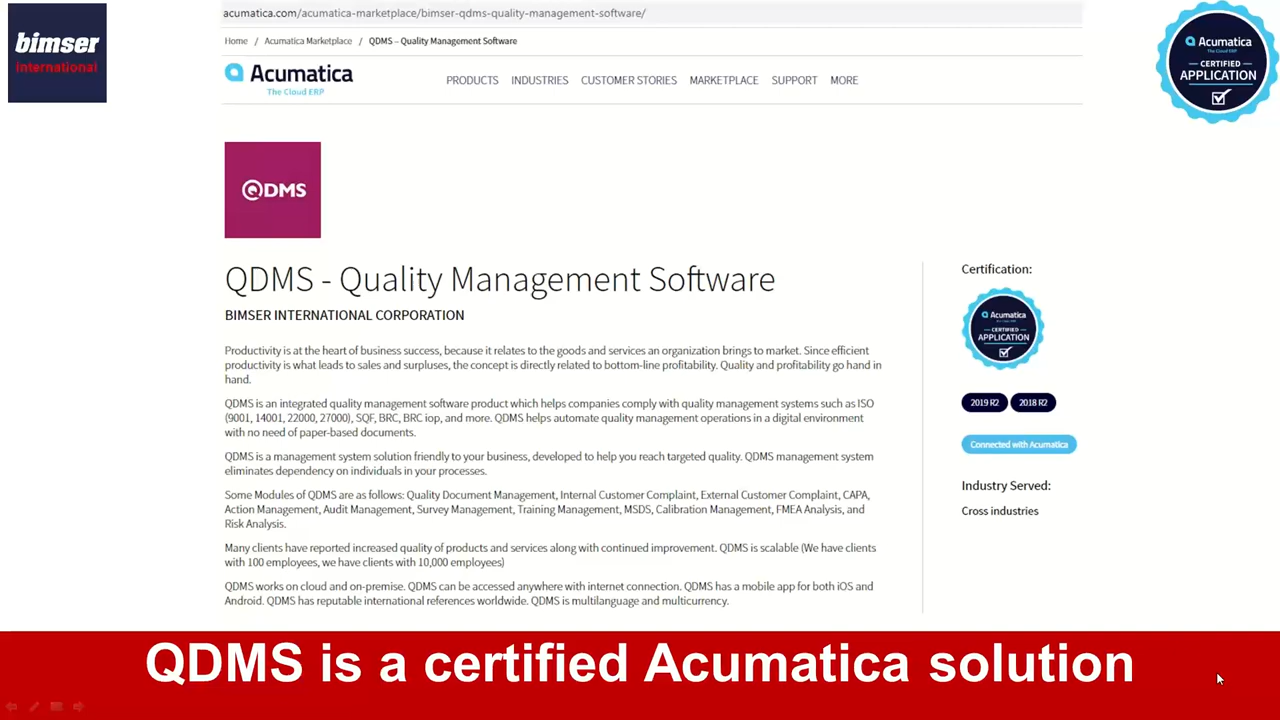 bimser
international
acumatica.com/acumatica-marketplace/bimser-qdms-quality-management-software/
Home / Acumatica Marketplace / QDMS – Quality Management Software
Acumatica
The Cloud ERP
PRODUCTS INDUSTRIES CUSTOMER STORIES MARKETPLACE SUPPORT MORE
Acumatica
The Cloud ERP
CERTIFIED
APPLICATION
QDMS
QDMS - Quality Management Software
BIMSER INTERNATIONAL CORPORATION
Productivity is at the heart of business success, because it relates to the goods and services an organization brings to market. Since efficient
productivity is what leads to sales and surpluses, the concept is directly related to bottom-line profitability. Quality and profitability go hand in
hand.
QDMS is an integrated quality management software product which helps companies comply with quality management systems such as ISO
(9001, 14001, 22000, 27000), SQF, BRC, BRC iop, and more. QDMS helps automate quality management operations in a digital environment
with no need of paper-based documents.
QDMS is a management system solution friendly to your business, developed to help you reach targeted quality. QDMS management system
eliminates dependency on individuals in your processes.
Some Modules of QDMS are as follows: Quality Document Management, Internal Customer Complaint, External Customer Complaint, CAPA,
Action Management, Audit Management, Survey Management, Training Management, MSDS, Calibration Management, FMEA Analysis, and
Risk Analysis.
Many clients have reported increased quality of products and services along with continued improvement. QDMS is scalable (We have clients
with 100 employees, we have clients with 10,000 employees)
QDMS works on cloud and on-premise. QDMS can be accessed anywhere with internet connection. QDMS has a mobile app for both iOS and
Android. QDMS has reputable international references worldwide. QDMS is multilanguage and multicurrency.
Certification:
Acumatica
CERTIFIED
APPLICATION
2019 R2 2018 R2
Connected with Acumatica
Industry Served:
Cross industries
QDMS is a certified Acumatica solution